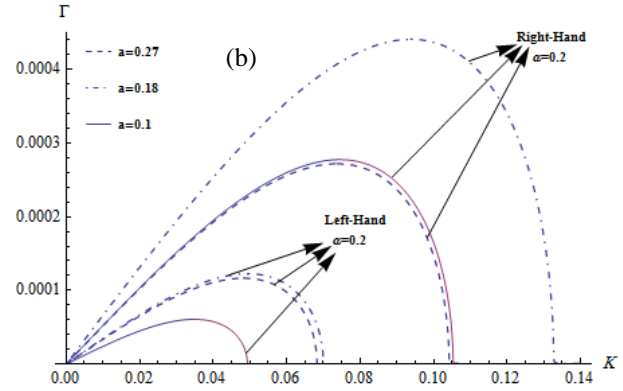 Γ
(b)
a=0.27
a=0.18
a=0.1
Right-Hand
α=0.2
Left-Hand
α=0.2
0.0004
0.0003
0.0002
0.0001
0.00 0.02 0.04 0.06 0.08 0.10 0.12 0.14 K